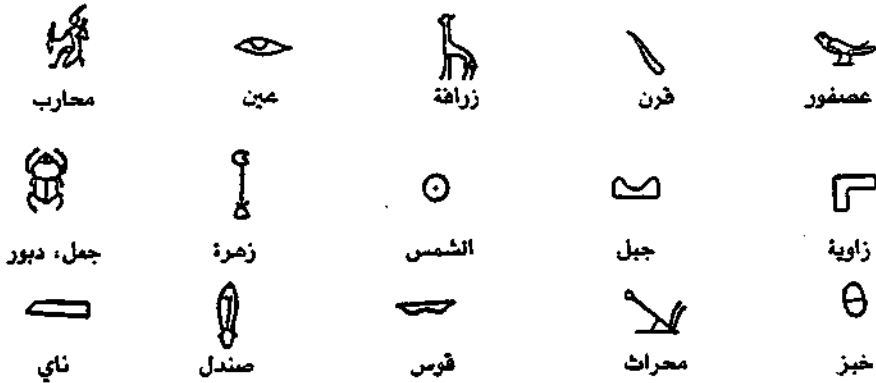 عصفور قرن زرافة عين محارب
زاوية جبل الشمس زهرة جمل، دبور
خبز محراث قوس صندل ناي